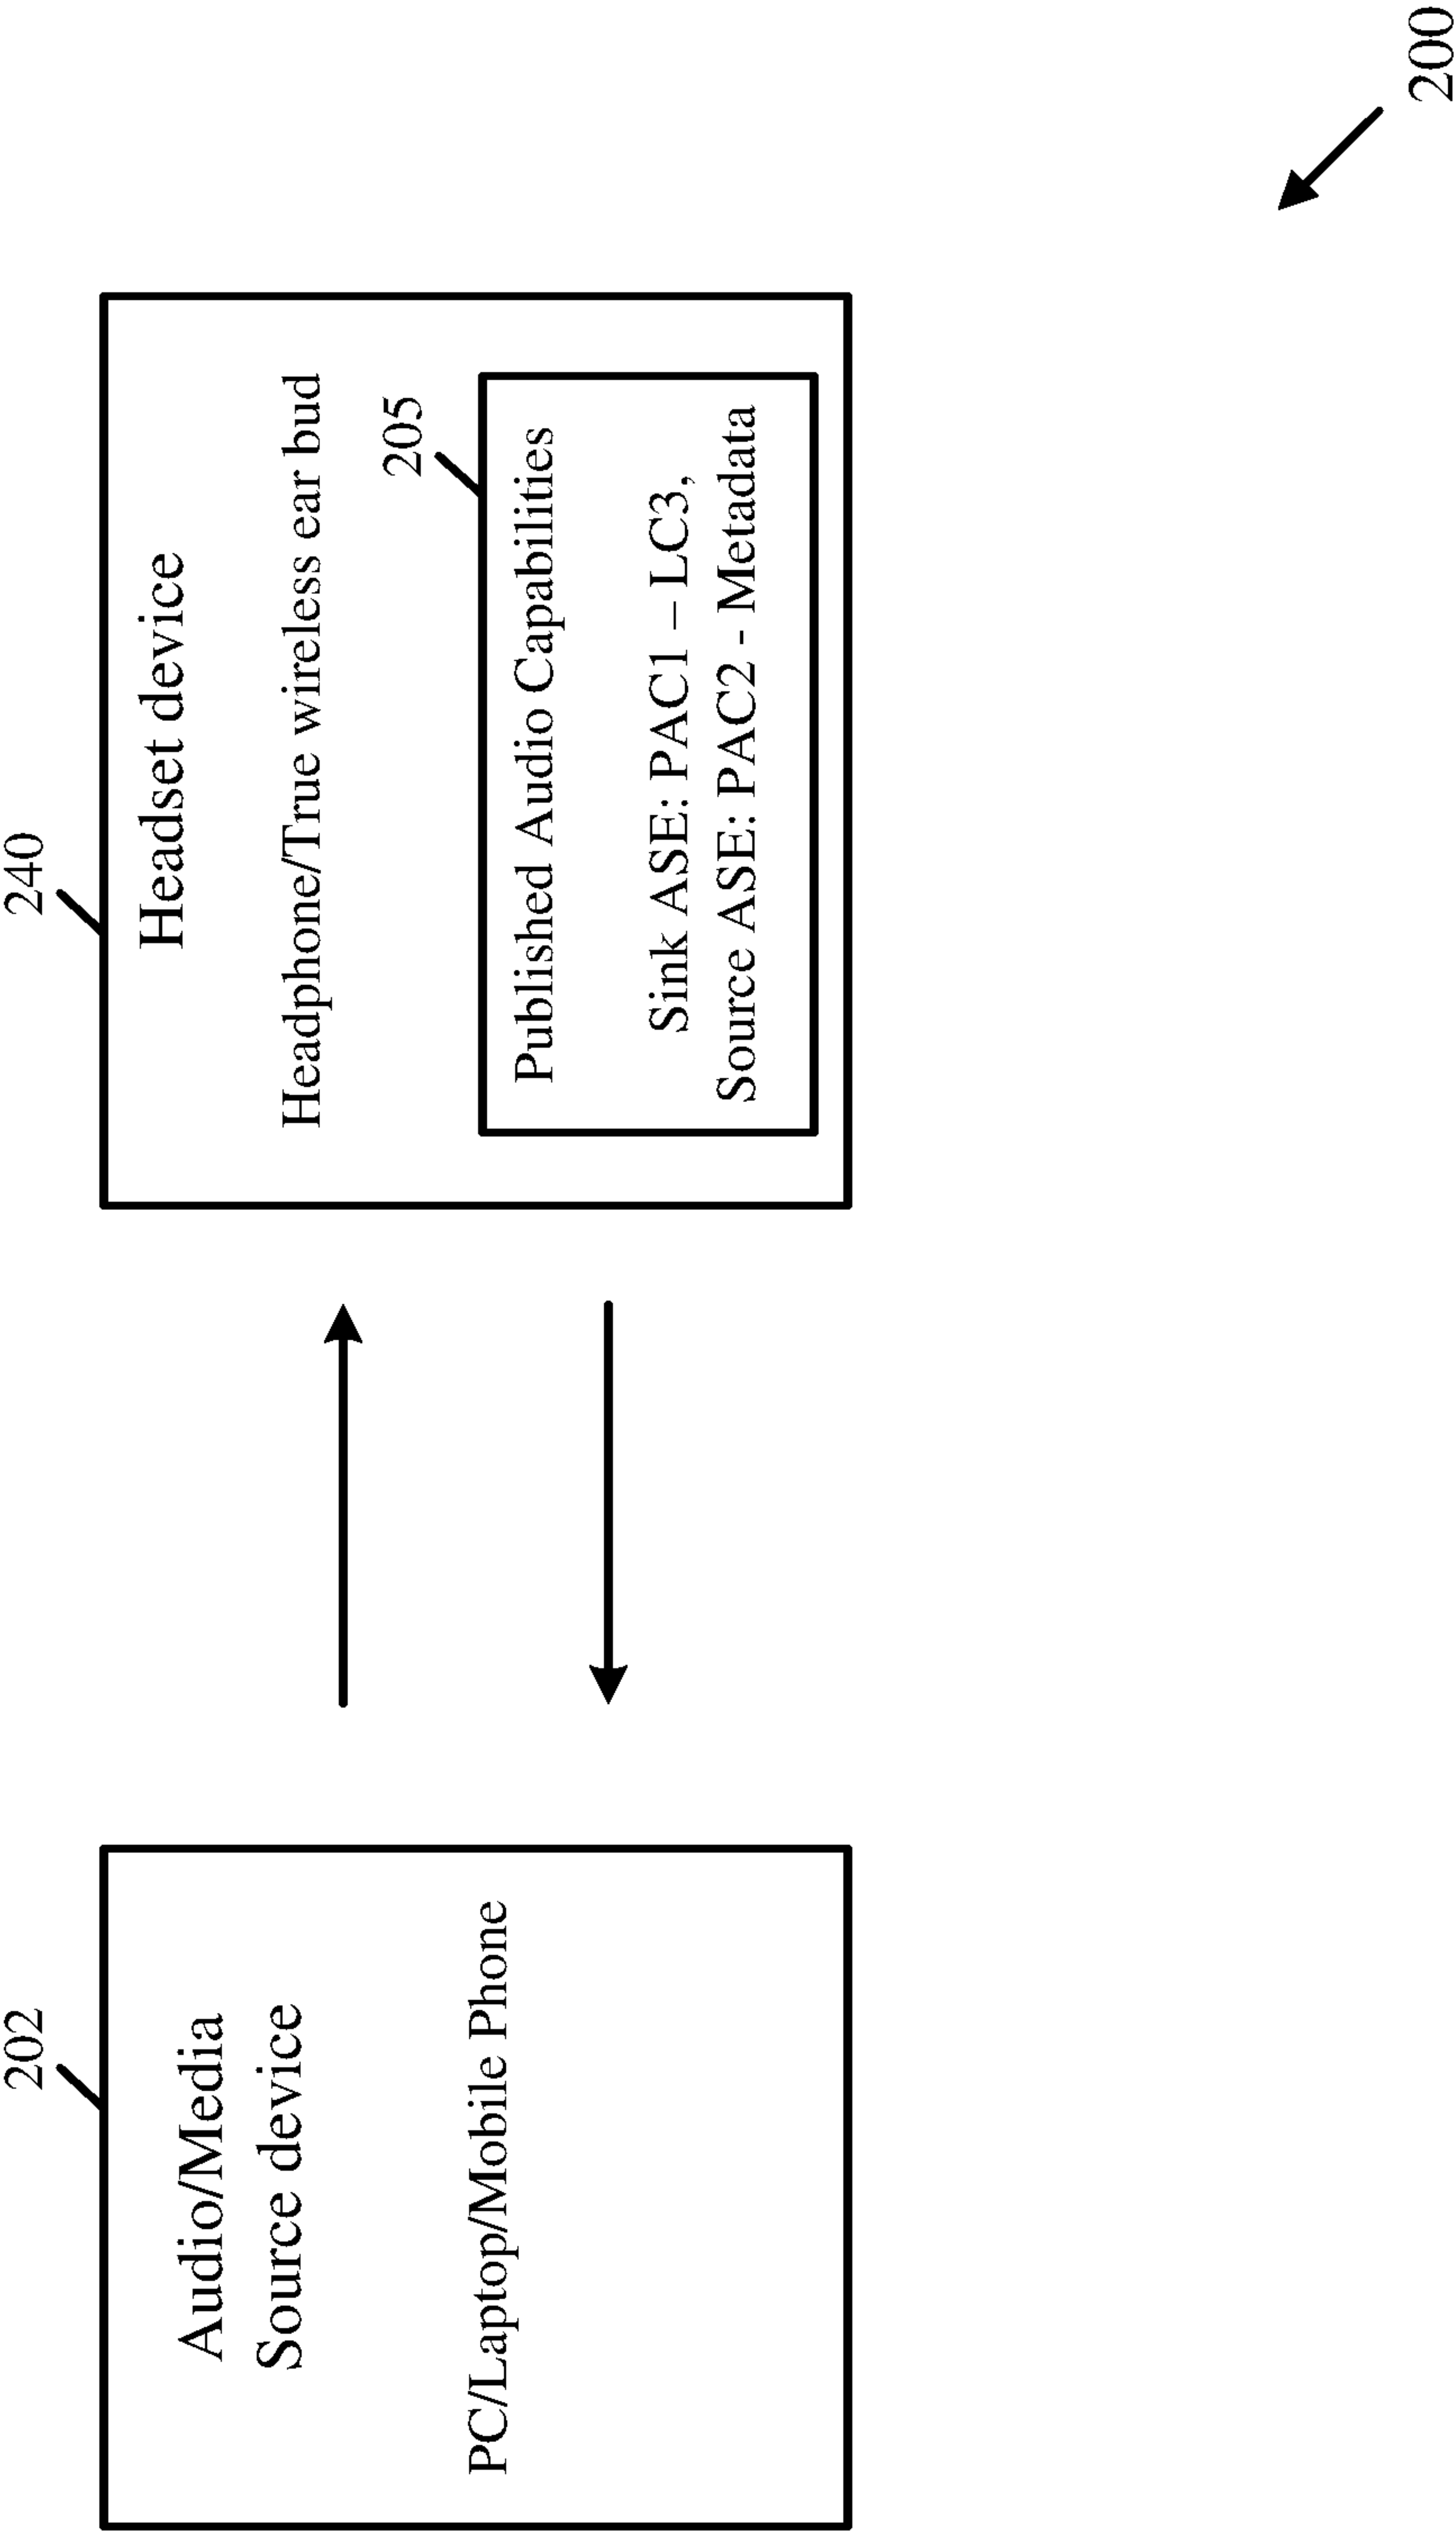 202
Audio/Media
Source device
PC/Laptop/Mobile Phone
240
Headset device
Headphone/True wireless ear bud
205
Published Audio Capabilities
Sink ASE: PAC1 – LC3,
Source ASE: PAC2 - Metadata
200